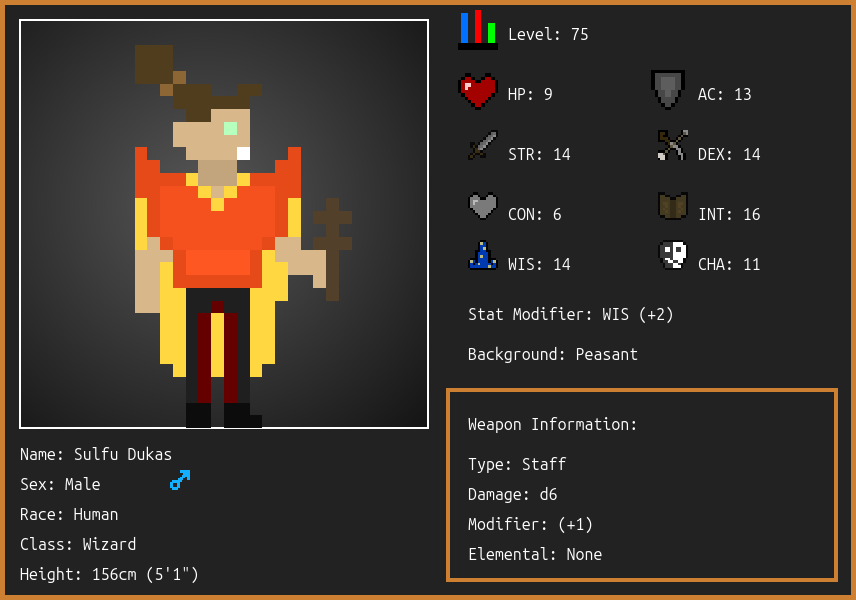 Level: 75
HP: 9
AC: 13
STR: 14
DEX: 14
CON: 6
INT: 16
WIS: 14
CHA: 11
Stat Modifier: WIS (+2)
Background: Peasant
Name: Sulfu Dukas
Sex: Male
Race: Human
Class: Wizard
Height: 156cm (5'1")
Weapon Information:
Type: Staff
Damage: d6
Modifier: (+1)
Elemental: None